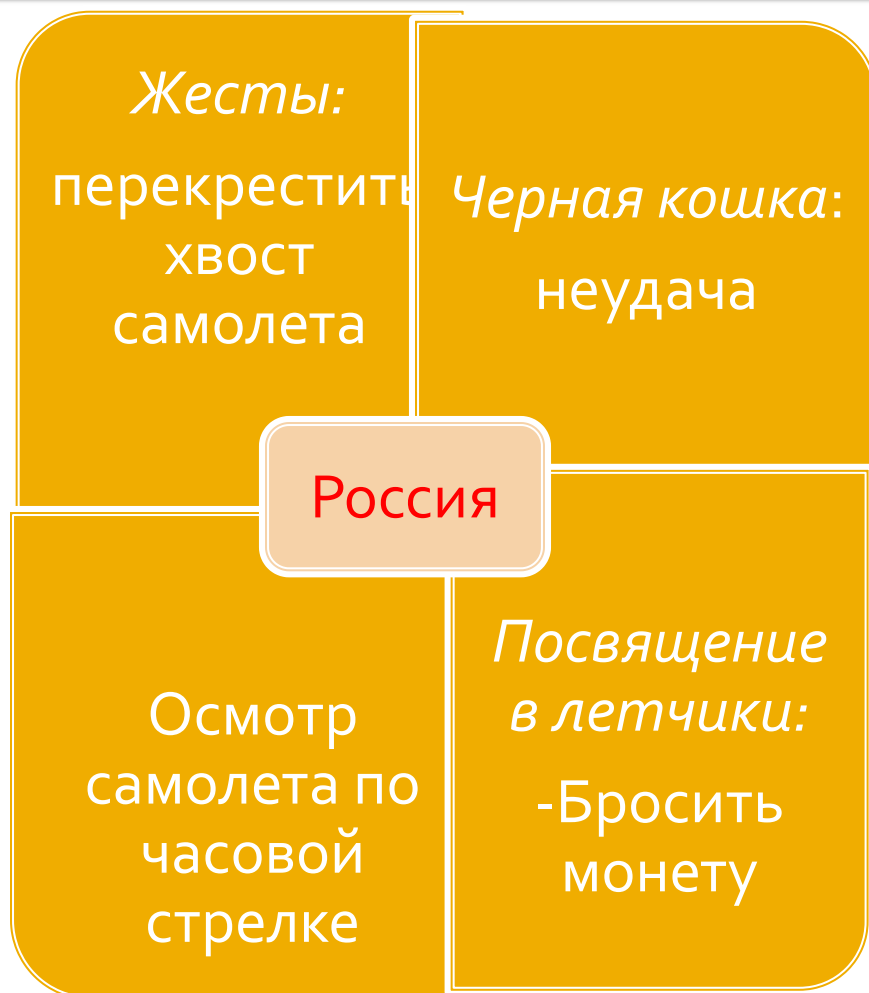 Жесты:
перекрестить
хвост
самолета
Черная кошка:
неудача
Россия
Осмотр
самолета по
часовой
стрелке
Посвящение
в летчики:
-Бросить
монету